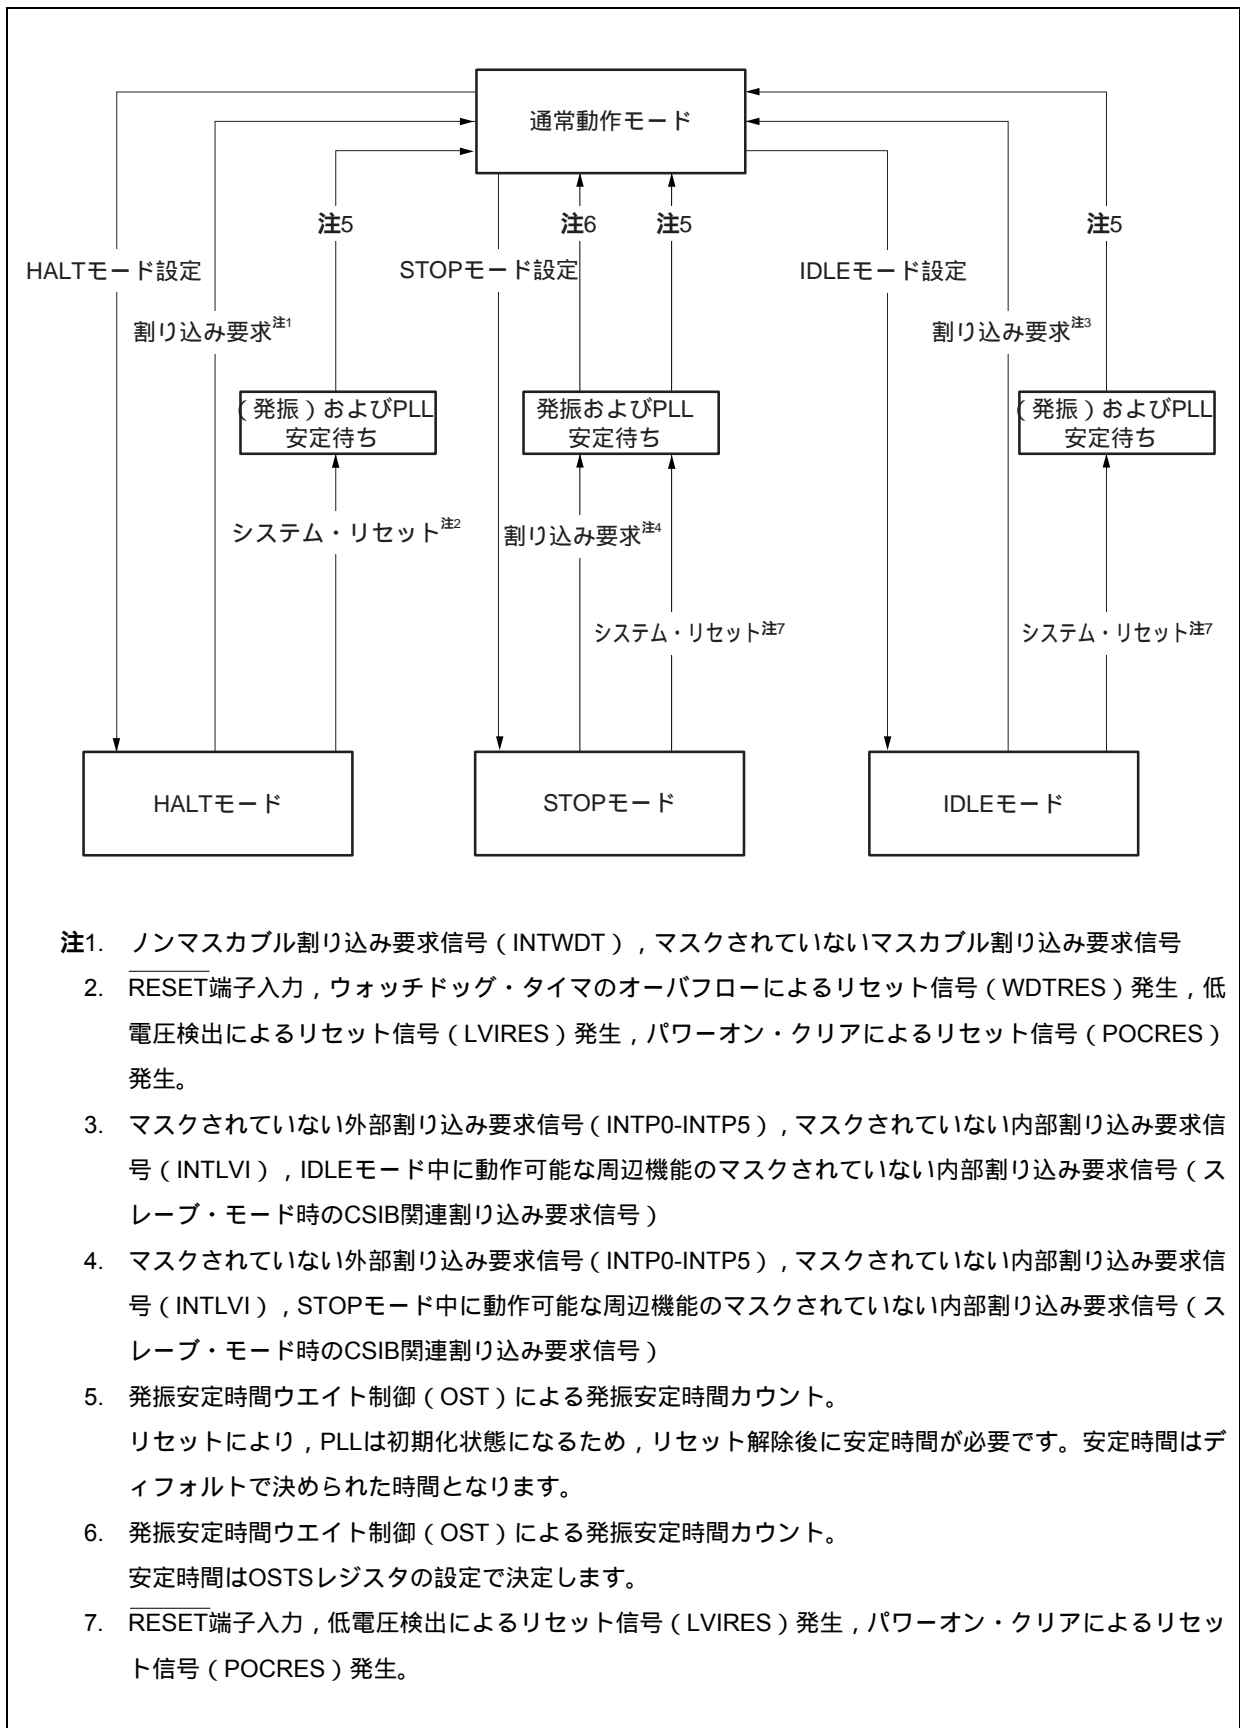 通常動作モード
注5
注6
注5
注5
HALTモード設定
STOPモード設定
IDLEモード設定
割り込み要求注1
割り込み要求注3
(発振)およびPLL
安定待ち
発振およびPLL
安定待ち
(発振)およびPLL
安定待ち
システム・リセット注2
割り込み要求注4
システム・リセット注7
システム・リセット注7
HALTモード
STOPモード
IDLEモード
注1. ノンマスカブル割り込み要求信号(INTWDT),マスクされていないマスカブル割り込み要求信号
2. RESET端子入力,ウォッチドッグ・タイマのオーバフローによるリセット信号(WDTRES)発生,低
電圧検出によるリセット信号(LVIRES)発生,パワーオン・クリアによるリセット信号(POCRES)
発生。
3. マスクされていない外部割り込み要求信号(INTP0-INTP5),マスクされていない内部割り込み要求信
号(INTLVI),IDLEモード中に動作可能な周辺機能のマスクされていない内部割り込み要求信号(ス
レーブ・モード時のCSIB関連割り込み要求信号)
4. マスクされていない外部割り込み要求信号(INTP0-INTP5),マスクされていない内部割り込み要求信
号(INTLVI),STOPモード中に動作可能な周辺機能のマスクされていない内部割り込み要求信号(ス
レーブ・モード時のCSIB関連割り込み要求信号)
5. 発振安定時間ウエイト制御(OST)による発振安定時間カウント。
リセットにより,PLLは初期化状態になるため,リセット解除後に安定時間が必要です。安定時間はデ
ィフォルトで決められた時間となります。
6. 発振安定時間ウエイト制御(OST)による発振安定時間カウント。
安定時間はOSTSレジスタの設定で決定します。
7. RESET端子入力,低電圧検出によるリセット信号(LVIRES)発生,パワーオン・クリアによるリセッ
ト信号(POCRES)発生。